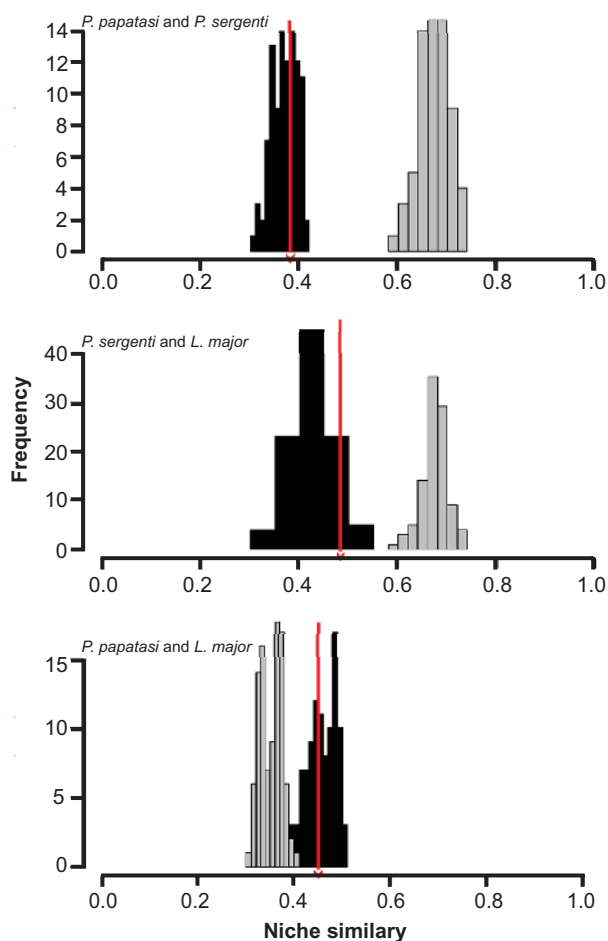 P. papatasi and P. sergenti
14
12
10
8
6
4
2
0
0.0 0.2 0.4 0.6 0.8 1.0
P. sergenti and L. major
40
30
20
10
0
0.0 0.2 0.4 0.6 0.8 1.0
Frequency
P. papatasi and L. major
15
10
5
0
0.0 0.2 0.4 0.6 0.8 1.0
Niche similary